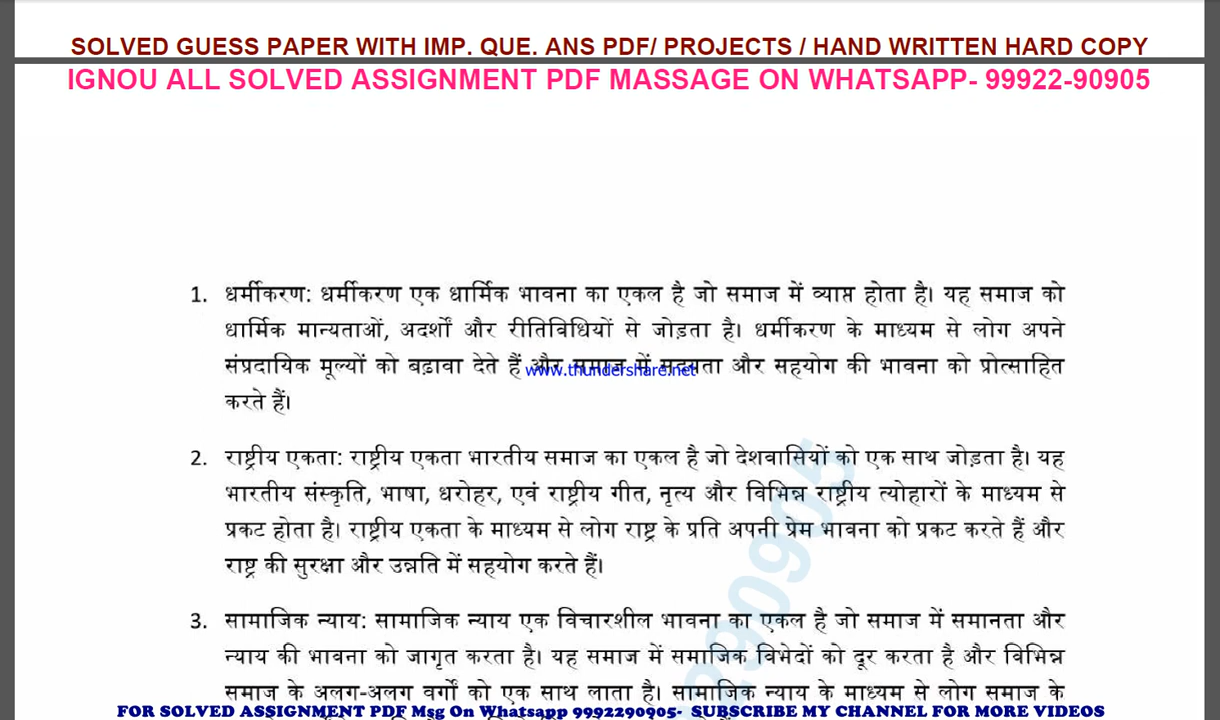 SOLVED GUESS PAPER WITH IMP. QUE. ANS PDF/ PROJECTS / HAND WRITTEN HARD COPY
IGNOU ALL SOLVED ASSIGNMENT PDF MASSAGE ON WHATSAPP- 99922-90905
1. धर्मीकरण: धर्मीकरण एक धार्मिक भावना का एकल है जो समाज में व्याप्त होता है। यह समाज को
धार्मिक मान्यताओं, अदर्शों और रीतिविधियों से जोड़ता है। धर्मीकरण के माध्यम से लोग अपने
संप्रदायिक मूल्यों को बढ़ावा देते हैं और समाज में सदयता और सहयोग की भावना को प्रोत्साहित
www.thundershare.net
करते हैं।
2. राष्ट्रीय एकता: राष्ट्रीय एकता भारतीय समाज का एकल है जो देशवासियों को एक साथ जोड़ता है। यह
भारतीय संस्कृति, भाषा, धरोहर, एवं राष्ट्रीय गीत, नृत्य और विभिन्न राष्ट्रीय त्योहारों के माध्यम से
प्रकट होता है। राष्ट्रीय एकता के माध्यम से लोग राष्ट्र के प्रति अपनी प्रेम भावना को प्रकट करते हैं और
राष्ट्र की सुरक्षा और उन्नति में सहयोग करते हैं।
3. सामाजिक न्याय: सामाजिक न्याय एक विचारशील भावना का एकल है जो समाज में समानता और
न्याय की भावना को जागृत करता है। यह समाज में समाजिक विभेदों को दूर करता है और विभिन्न
समाज के अलग-अलग वर्गों को एक साथ लाता है। सामाजिक न्याय के माध्यम से लोग समाज के
FOR SOLVED ASSIGNMENT PDF Msg On Whatsapp 9992290905- SUBSCRIBE MY CHANNEL FOR MORE VIDEOS